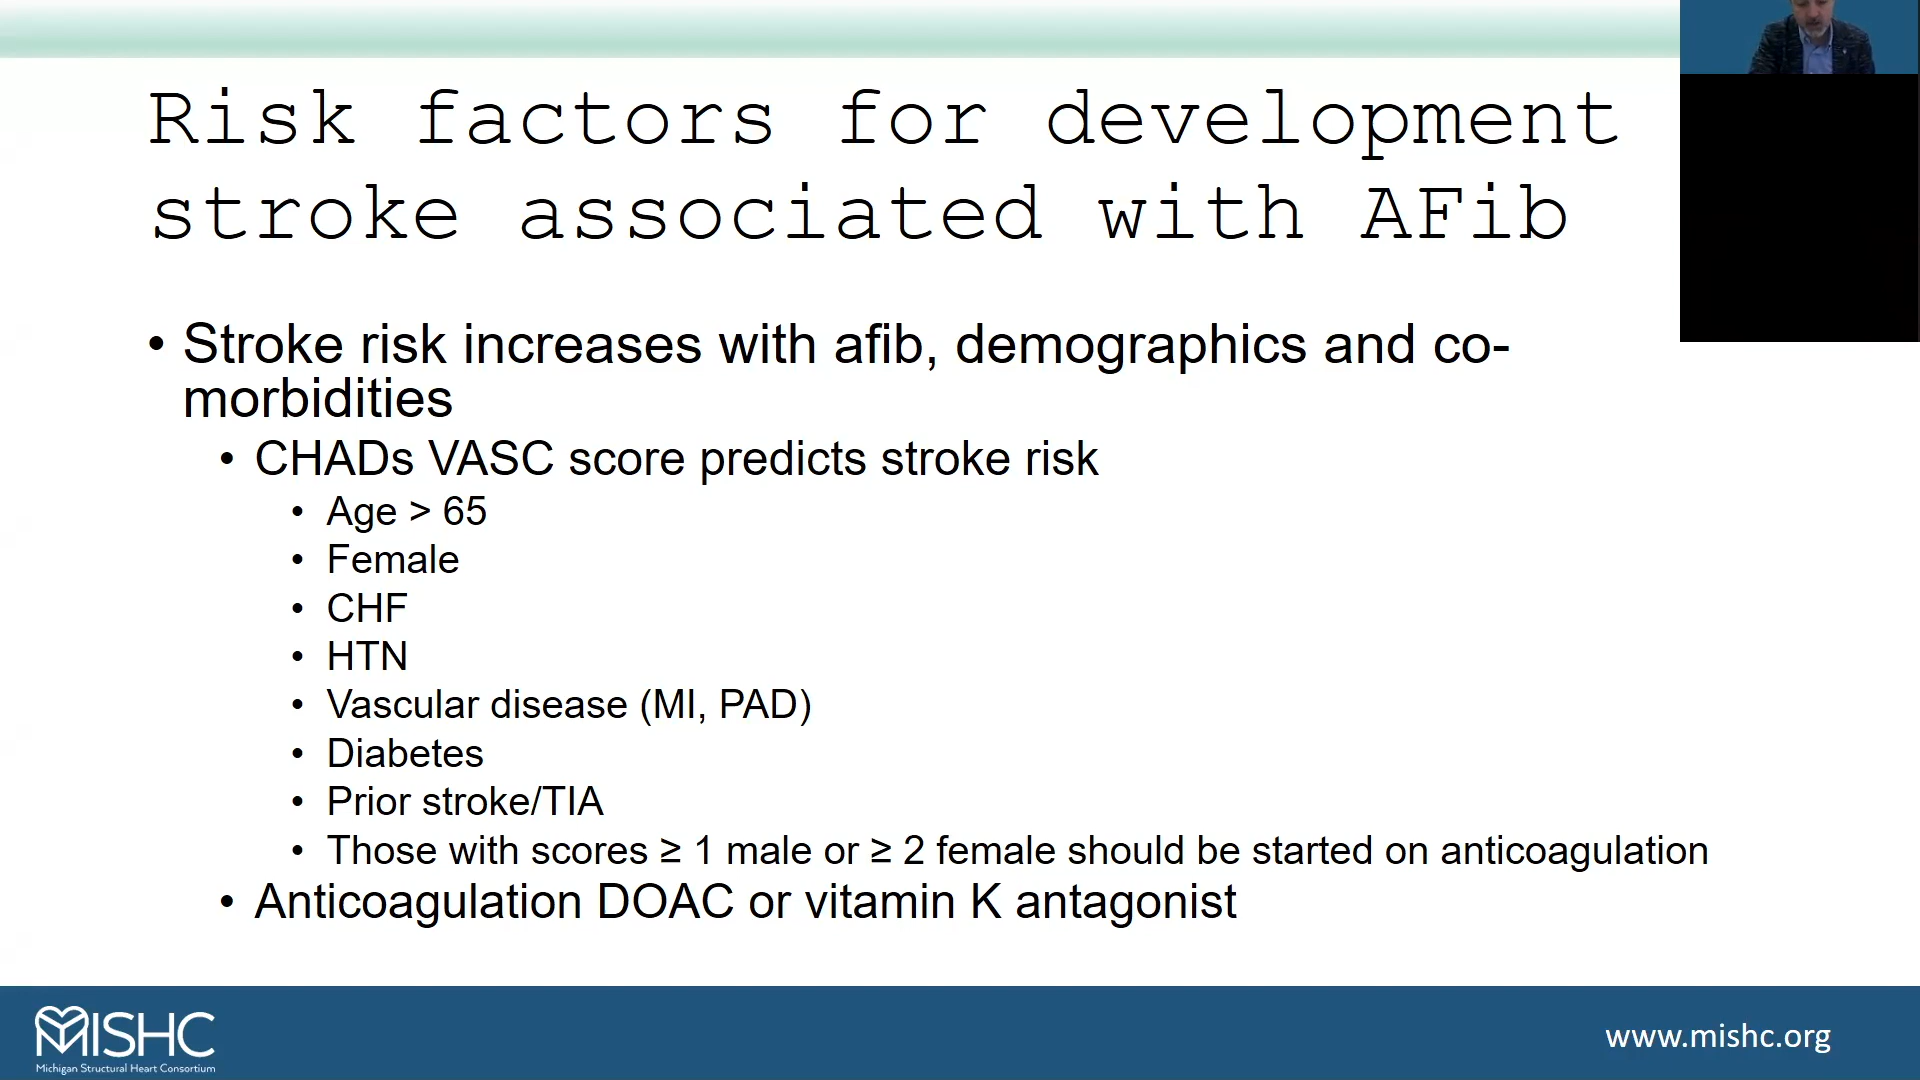 Risk factors for development
stroke associated with AFib
• Stroke risk increases with afib, demographics and co-
morbidities
• CHADs VASC score predicts stroke risk
• Age > 65
• Female
• CHF
• HTN
• Vascular disease (MI, PAD)
• Diabetes
• Prior stroke/TIA
• Those with scores ≥ 1 male or ≥ 2 female should be started on anticoagulation
• Anticoagulation DOAC or vitamin K antagonist
MISHC
Michigan Structural Heart Consortium
www.mishc.org